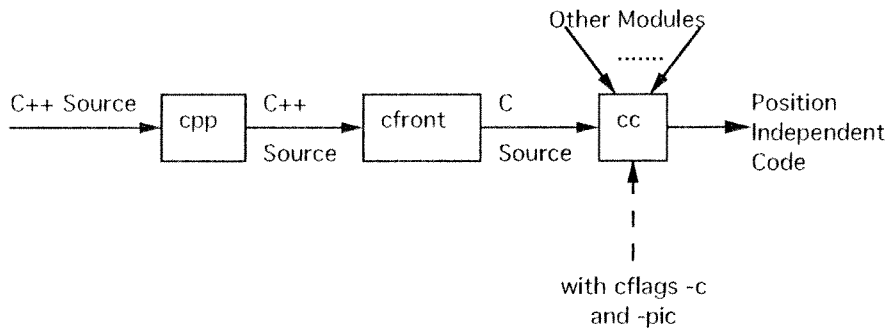 Other Modules
.......
C++ Source
cpp
C++
Source
cfront
C
Source
cc
Position
Independent
Code
with cflags -c
and -pic